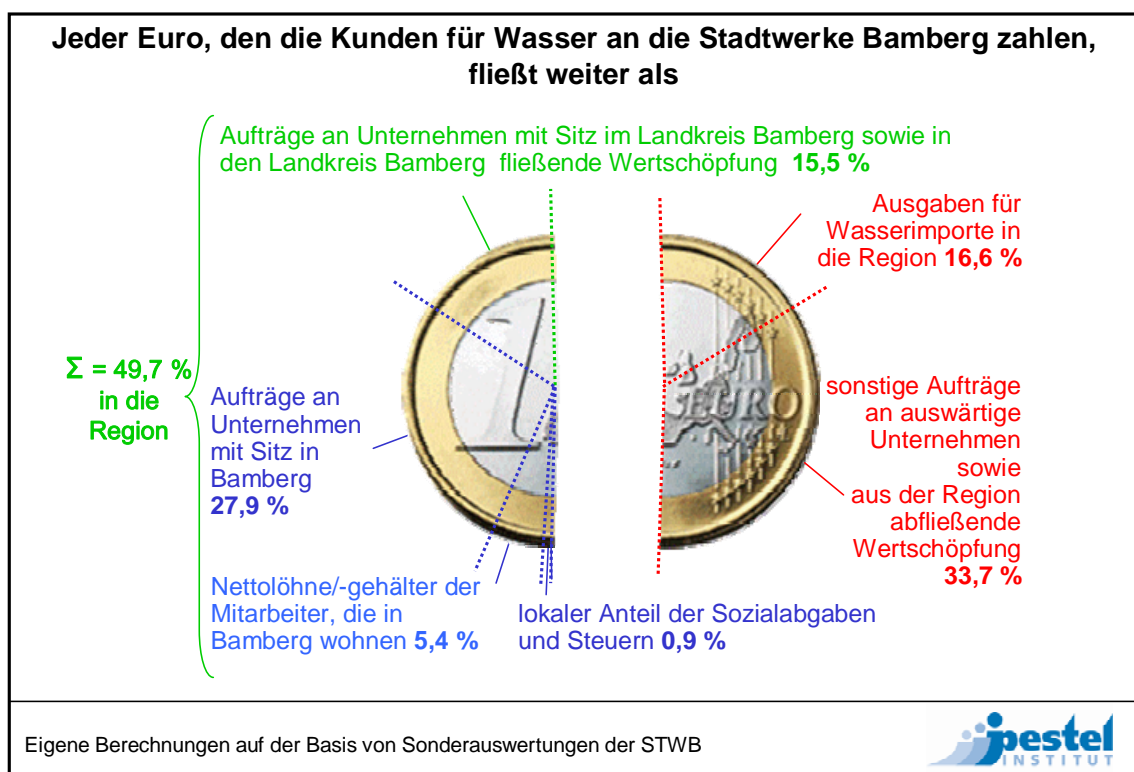 Jeder Euro, den die Kunden für Wasser an die Stadtwerke Bamberg zahlen,
fließt weiter als
Aufträge an Unternehmen mit Sitz im Landkreis Bamberg sowie in
den Landkreis Bamberg fließende Wertschöpfung 15,5 %
Ausgaben für
Wasserimporte in
die Region 16,6 %
Σ = 49,7 %
in die
Region
Aufträge an
Unternehmen
mit Sitz in
Bamberg
27,9 %
1
EURO
sonstige Aufträge
an auswärtige
Unternehmen
sowie
aus der Region
abfließende
Wertschöpfung
33,7 %
Nettolöhne/-gehälter der
Mitarbeiter, die in
Bamberg wohnen 5,4 %
lokaler Anteil der Sozialabgaben
und Steuern 0,9 %
Eigene Berechnungen auf der Basis von Sonderauswertungen der STWB
pestel
INSTITUT